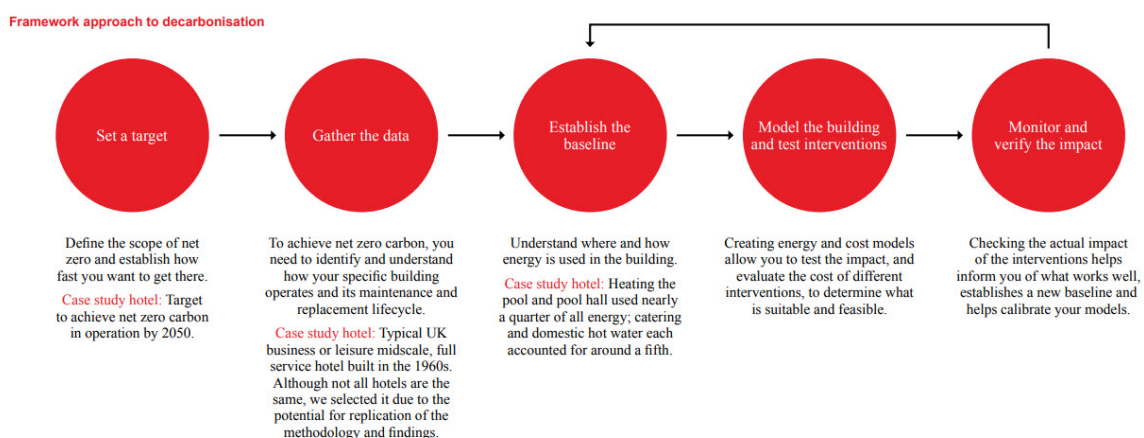 Framework approach to decarbonisation
Set a target
Gather the data
Establish the
baseline
Model the building
and test interventions
Monitor and
verify the impact
Define the scope of net
zero and establish how
fast you want to get there.
Case study hotel: Target
to achieve net zero carbon
in operation by 2050.
To achieve net zero carbon, you
need to identify and understand
how your specific building
operates and its maintenance and
replacement lifecycle.
Case study hotel: Typical UK
business or leisure midscale, full
service hotel built in the 1960s.
Although not all hotels are the
same, we selected it due to the
potential for replication of the
methodology and findings.
Understand where and how
energy is used in the building.
Case study hotel: Heating the
pool and pool hall used nearly
a quarter of all energy; catering
and domestic hot water each
accounted for around a fifth.
Creating energy and cost models
allow you to test the impact, and
evaluate the cost of different
interventions, to determine what
is suitable and feasible.
Checking the actual impact
of the interventions helps
inform you of what works well,
establishes a new baseline and
helps calibrate your models.